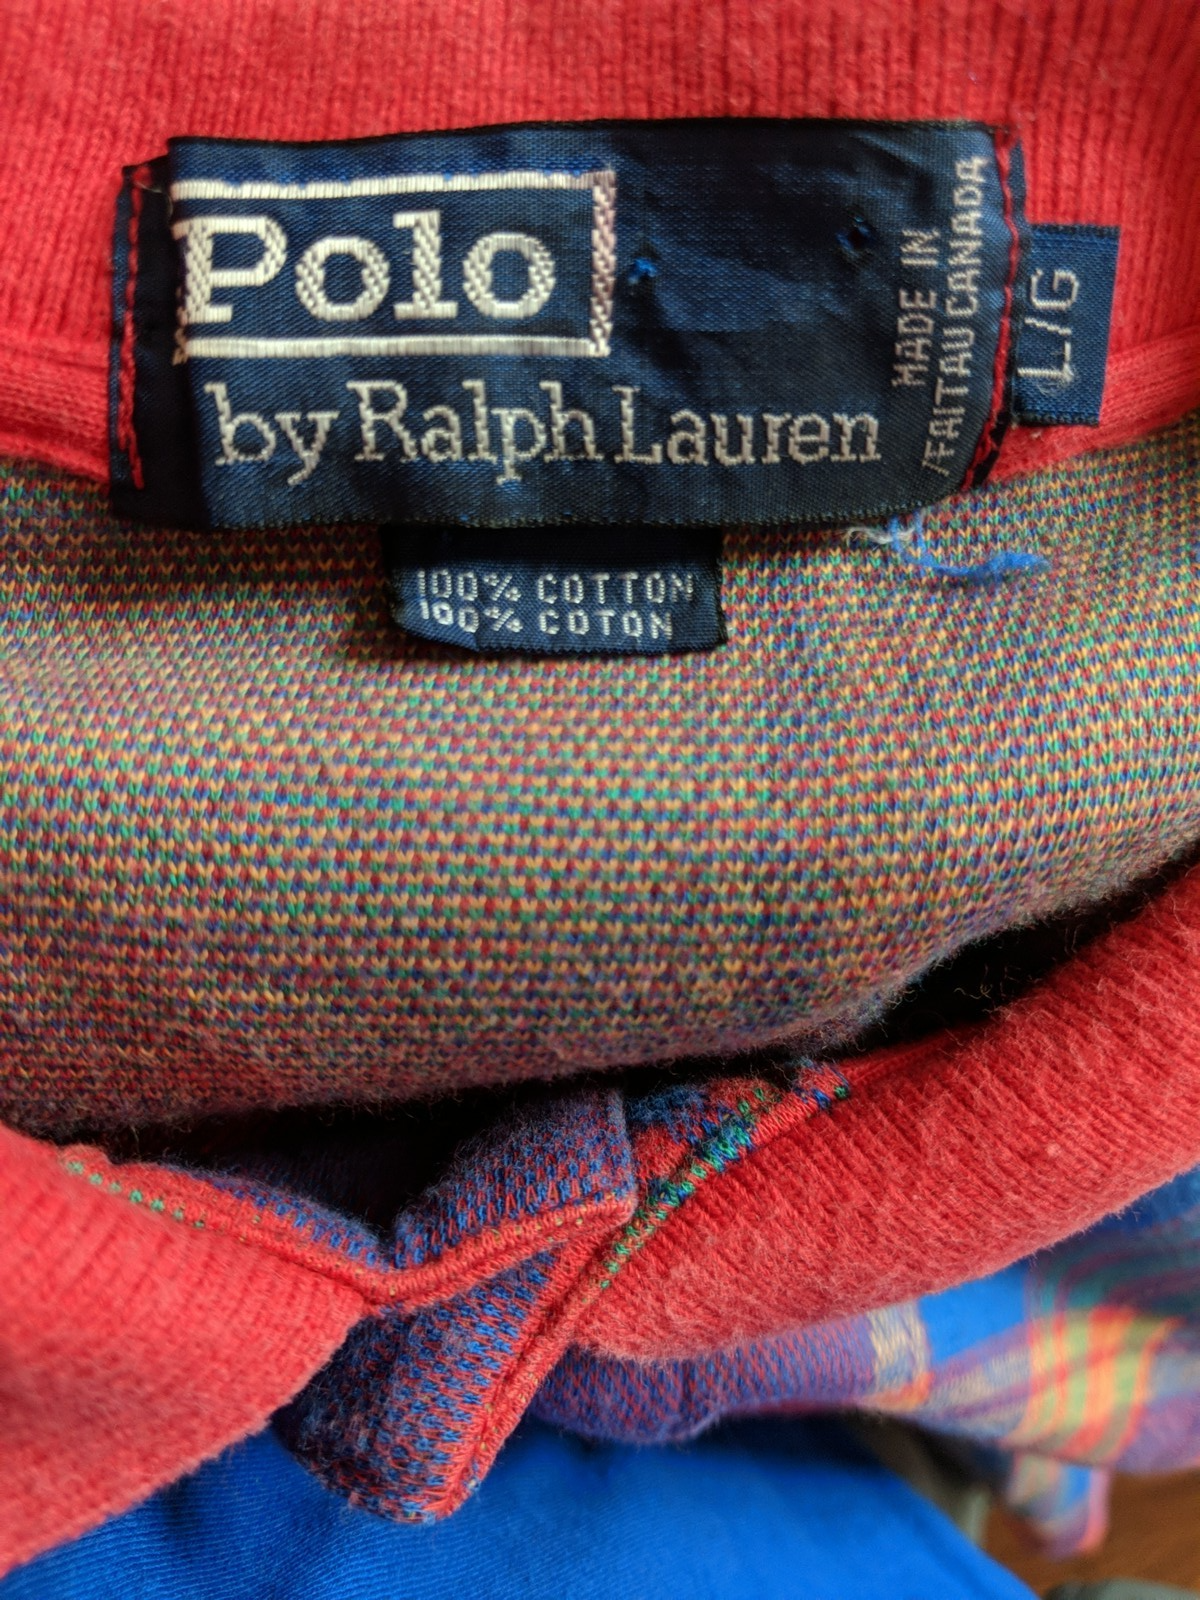 Polo
by Ralph Lauren
MADE IN
/FAIT AU CANADA
L/G
100% COTTON
100% COTON